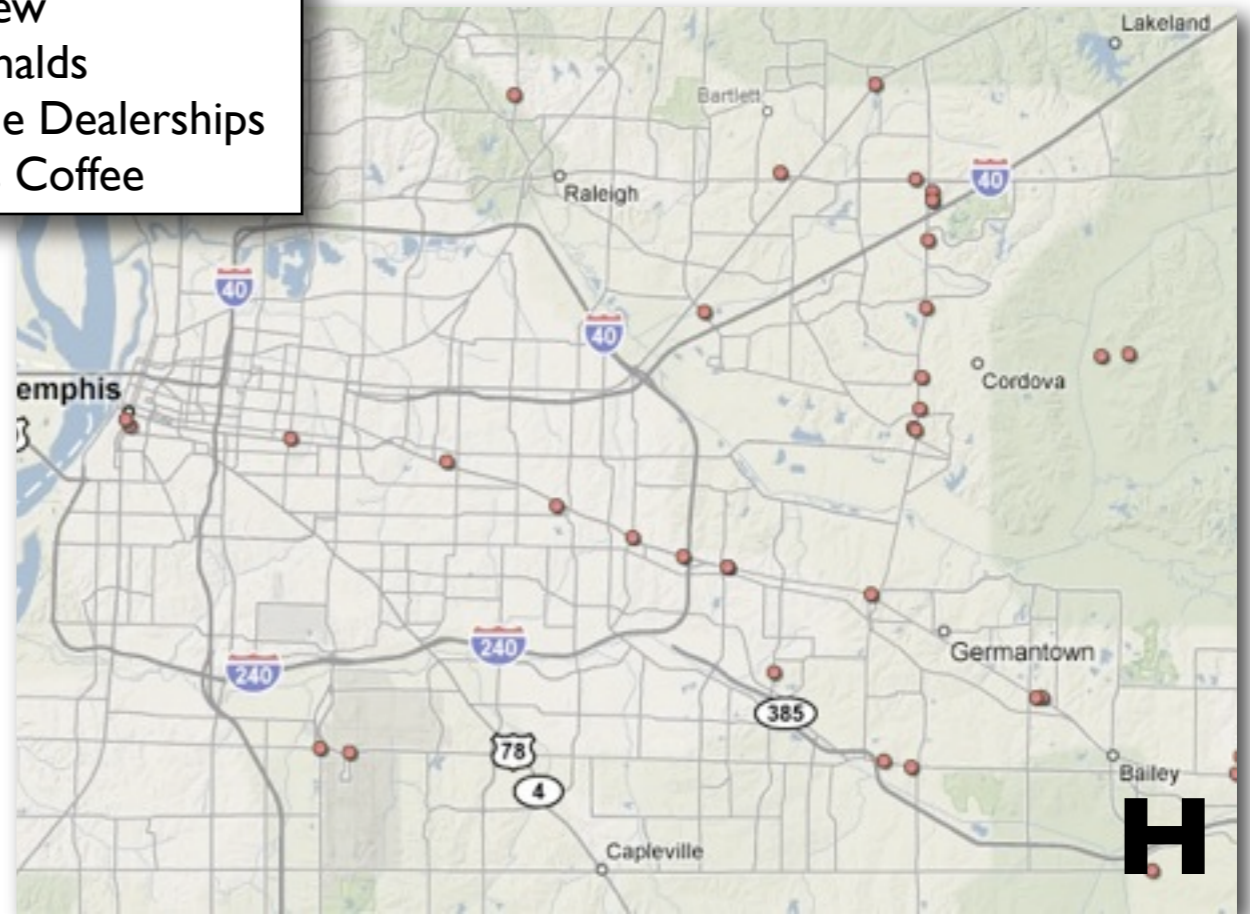 ew
nalds
e Dealerships
Coffee
Lakeland
Bartlett
40
Raleigh
40
40
Cordova
emphis
240
240
Germantown
385
78
4
Bailey
H
Capleville